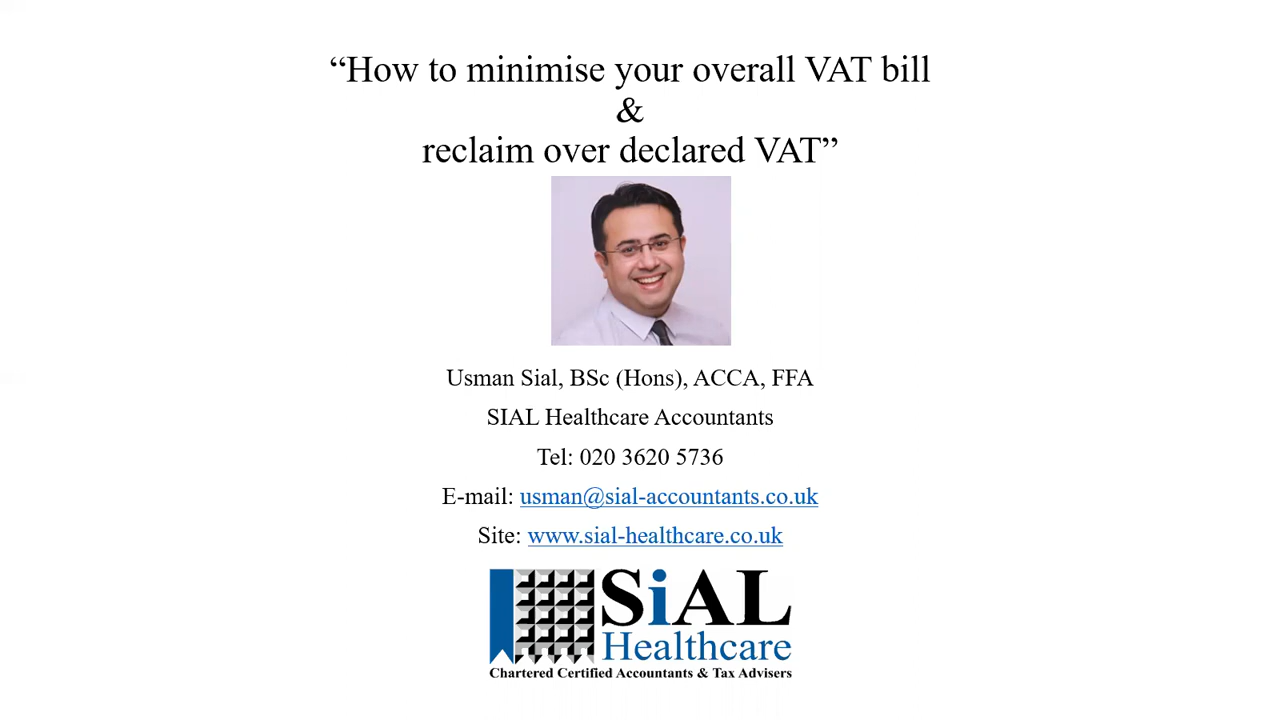 “How to minimise your overall VAT bill
&
reclaim over declared VAT”
Usman Sial, BSc (Hons), ACCA, FFA
SIAL Healthcare Accountants
Tel: 020 3620 5736
E-mail: usman@sial-accountants.co.uk
Site: www.sial-healthcare.co.uk
SiAL
Healthcare
Chartered Certified Accountants & Tax Advisers